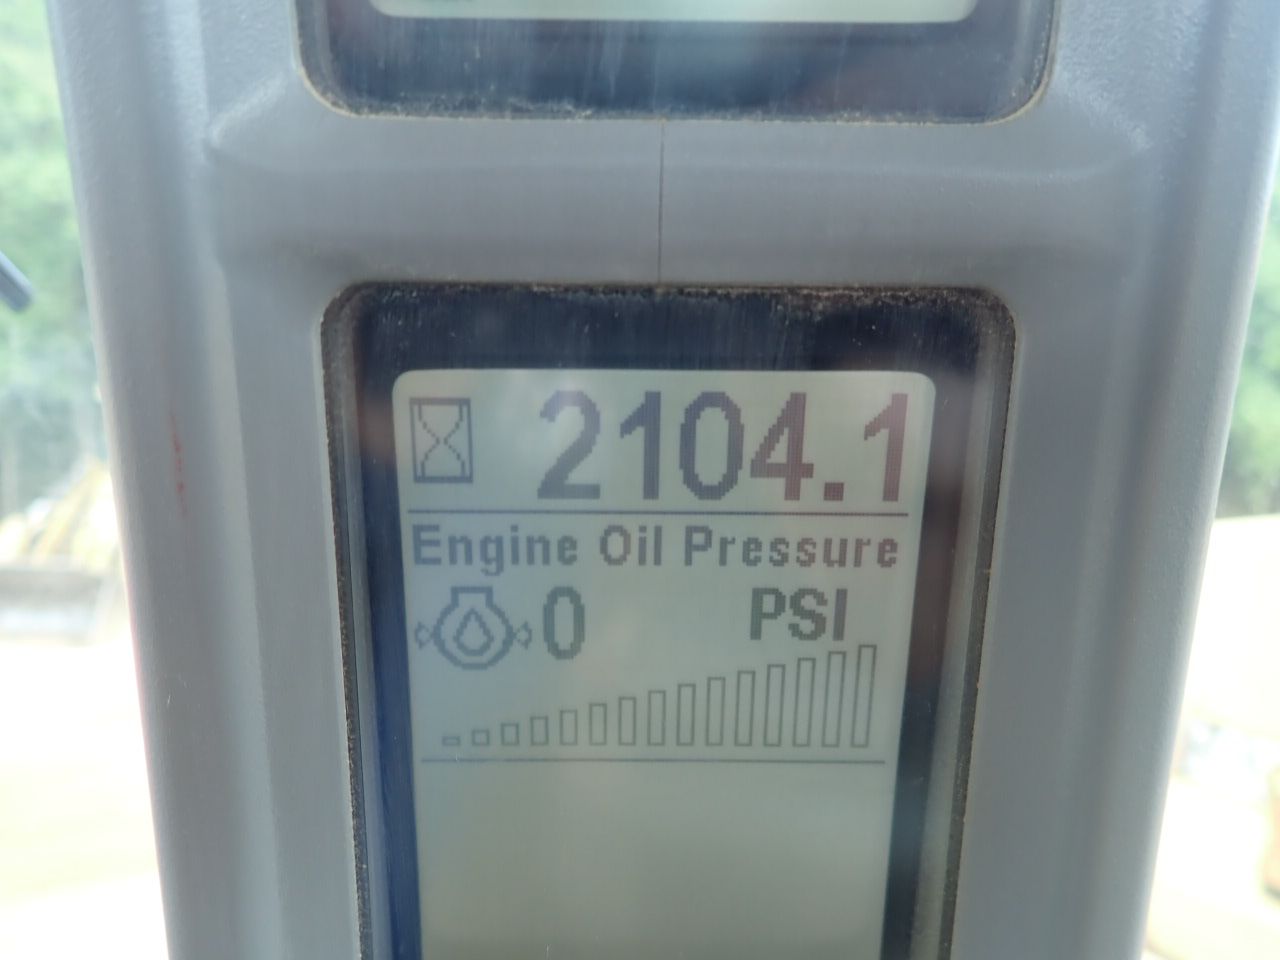 2104.1
Engine Oil Pressure
0 PSI